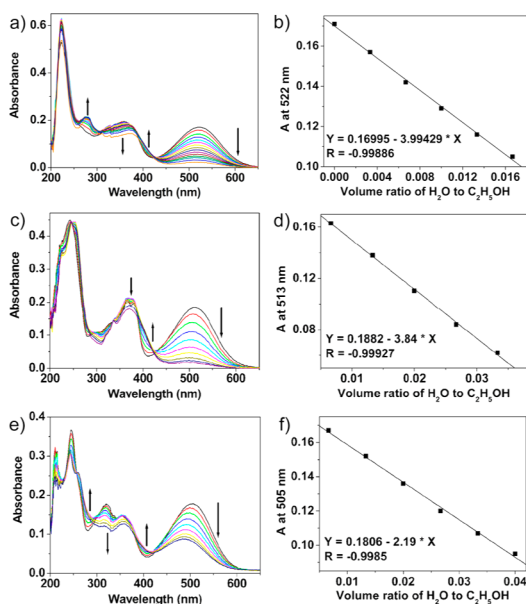 a)
Absorbance
0.6
0.4
0.2
0.0
200 300 400 500 600
Wavelength (nm)
b)
A at 522 nm
0.16
0.14
0.12
0.10
Y = 0.16995 - 3.99429 * X
R = -0.99886
0.000 0.004 0.008 0.012 0.016
Volume ratio of H₂O to C₂H₅OH
c)
Absorbance
0.4
0.3
0.2
0.1
0.0
200 300 400 500 600
Wavelength (nm)
d)
A at 513 nm
0.16
0.12
0.08
Y = 0.1882 - 3.84 * X
R = -0.99927
0.01 0.02 0.03
Volume ratio of H₂O to C₂H₅OH
e)
Absorbance
0.4
0.3
0.2
0.1
0.0
200 300 400 500 600
Wavelength (nm)
f)
A at 505 nm
0.16
0.14
0.12
0.10
Y = 0.1806 - 2.19 * X
R = -0.9985
0.01 0.02 0.03 0.04
Volume ratio of H₂O to C₂H₅OH